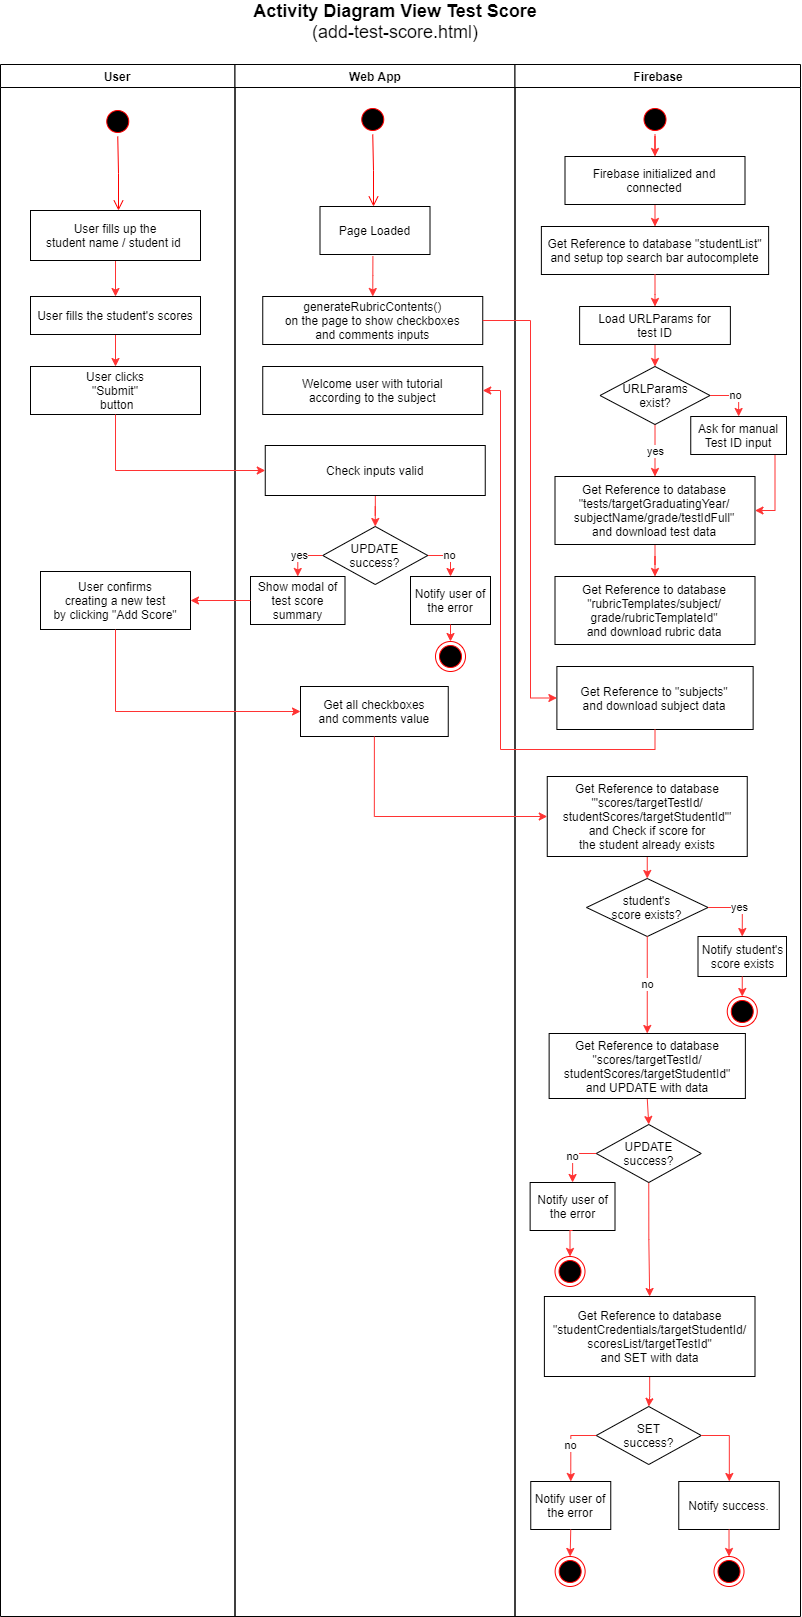 Activity Diagram View Test Score
(add-test-score.html)
User
Web App
Firebase
User fills up the
student name / student id
User fills the student's scores
User clicks
"Submit"
button
User confirms
creating a new test
by clicking "Add Score"
Page Loaded
generateRubricContents()
on the page to show checkboxes
and comments inputs
Welcome user with tutorial
according to the subject
Check inputs valid
UPDATE
success?
yes
no
Show modal of
test score
summary
Notify user of
the error
Get all checkboxes
and comments value
Firebase initialized and
connected
Get Reference to database "studentList"
and setup top search bar autocomplete
Load URLParams for
test ID
URLParams
exist?
no
yes
Ask for manual
Test ID input
Get Reference to database
"tests/targetGraduatingYear/
subjectName/grade/testIdFull"
and download test data
Get Reference to database
"rubricTemplates/subject/
grade/rubricTemplateId"
and download rubric data
Get Reference to "subjects"
and download subject data
Get Reference to database
"'scores/targetTestId/
studentScores/targetStudentId'"
and Check if score for
the student already exists
student's
score exists?
yes
no
Notify student's
score exists
Get Reference to database
"scores/targetTestId/
studentScores/targetStudentId"
and UPDATE with data
UPDATE
success?
no
Notify user of
the error
Get Reference to database
"studentCredentials/targetStudentId/
scoresList/targetTestId"
and SET with data
SET
success?
no
Notify user of
the error
Notify success.